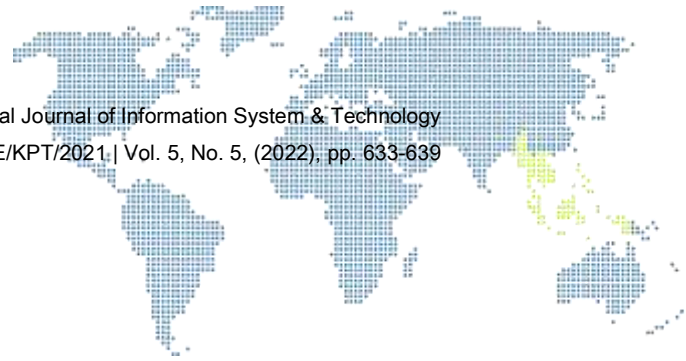 al Journal of Information System & Technology
E/KPT/2021 | Vol. 5, No. 5, (2022), pp. 633-639